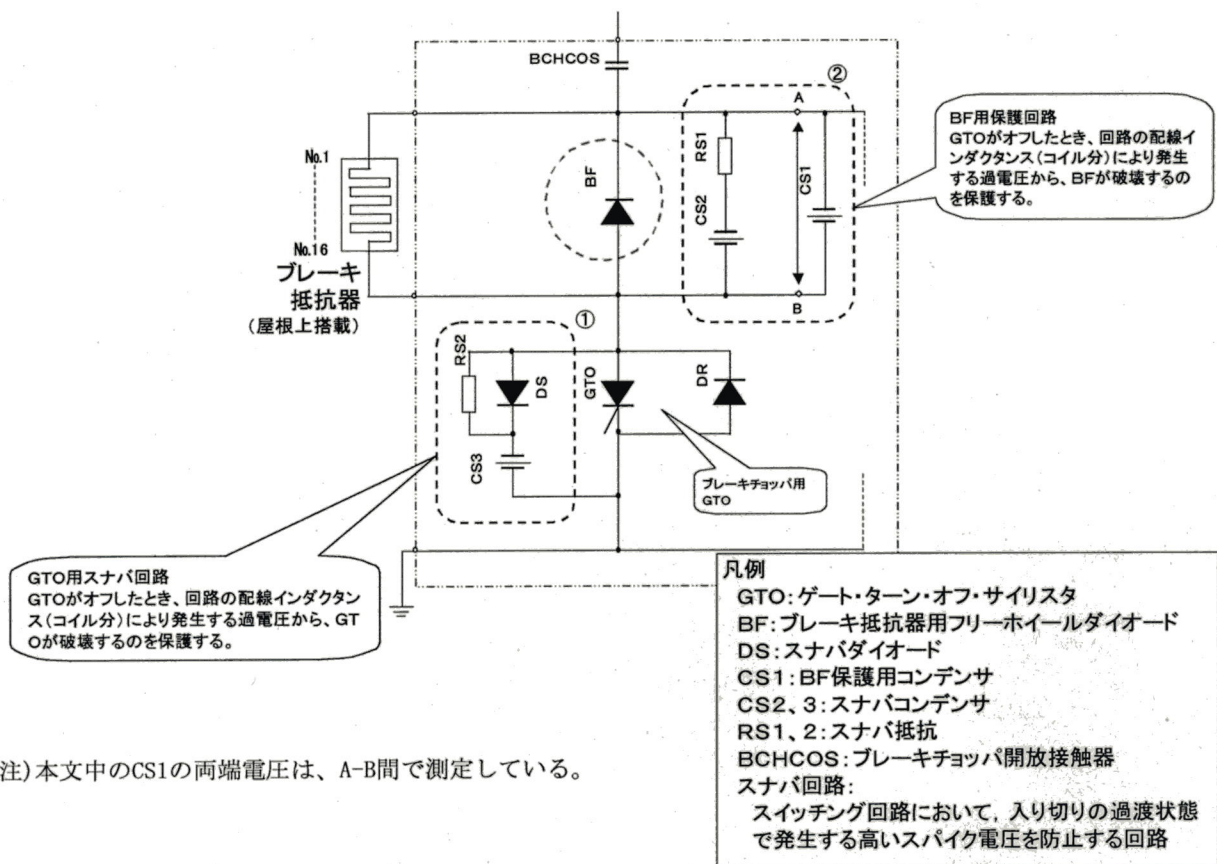 BCHCOS
②
A
BF用保護回路
GTOがオフしたとき、回路の配線イ
ンダクタンス(コイル分)により発生
する過電圧から、BFが破壊するの
を保護する。
No.1
BF
RS1
CS1
CS2
No.16
ブレーキ
抵抗器
(屋根上搭載)
B
①
RS2
DS
GTO
DR
CS3
ブレーキチョッパ用
GTO
GTO用スナバ回路
GTOがオフしたとき、回路の配線インダクタン
ス(コイル分)により発生する過電圧から、GT
Oが破壊するのを保護する。
凡例
GTO:ゲート・ターン・オフ・サイリスタ
BF:ブレーキ抵抗器用フリーホイールダイオード
DS:スナバダイオード
CS1:BF保護用コンデンサ
CS2、3:スナバコンデンサ
RS1、2:スナバ抵抗
BCHCOS:ブレーキチョッパ開放接触器
スナバ回路:
スイッチング回路において，入り切りの過渡状態
で発生する高いスパイク電圧を防止する回路
注)本文中のCS1の両端電圧は、A-B間で測定している。